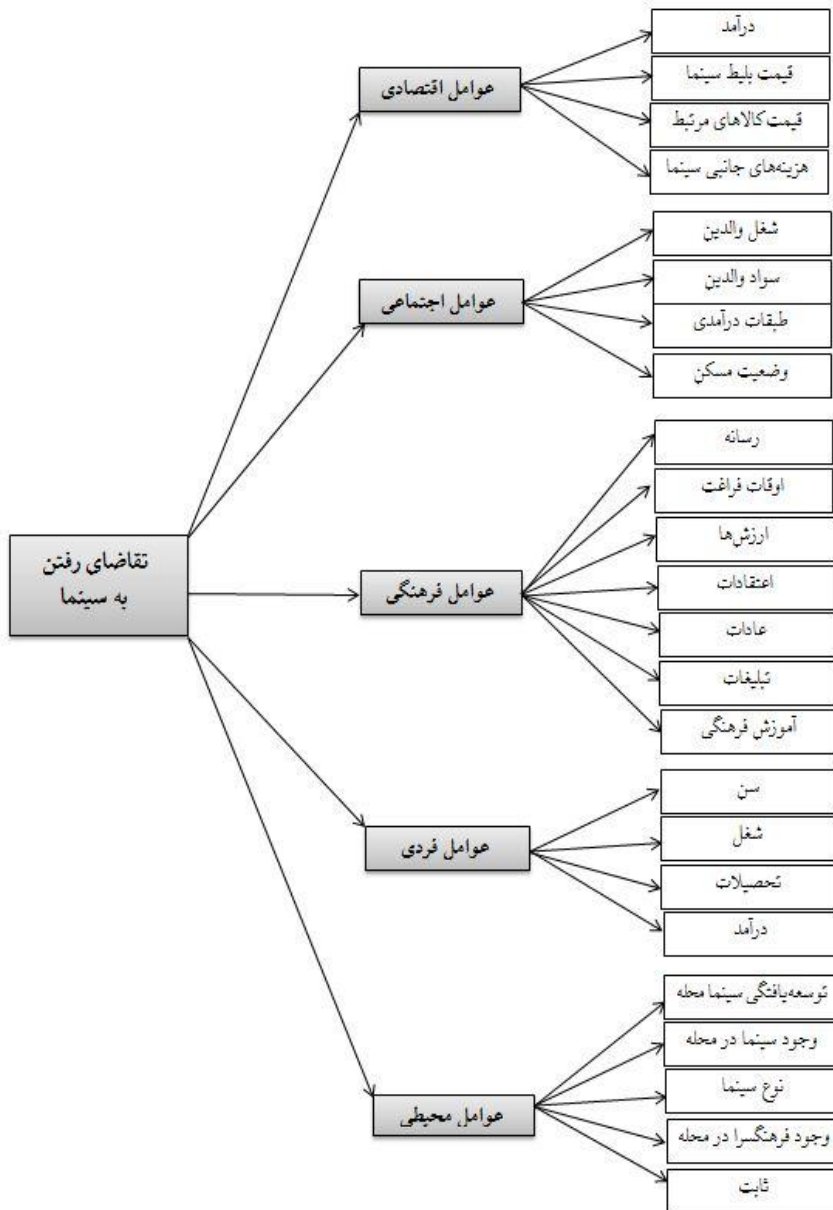 تقاضای رفتن
به سینما
عوامل اقتصادی
درآمد
قیمت بلیط سینما
قیمت کالاهای مرتبط
هزینه‌های جانبی سینما
عوامل اجتماعی
شغل والدین
سواد والدین
طبقات درآمدی
وضعیت مسکن
عوامل فرهنگی
رسانه
اوقات فراغت
ارزش‌ها
اعتقادات
عادات
تبلیغات
آموزش فرهنگی
عوامل فردی
سن
شغل
تحصیلات
درآمد
عوامل محیطی
توسعه‌یافتگی سینما محله
وجود سینما در محله
نوع سینما
وجود فرهنگسرا در محله
ثابت